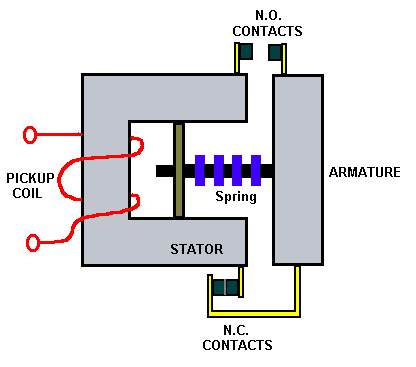 N.O.
CONTACTS
PICKUP
COIL
ARMATURE
Spring
STATOR
N.C.
CONTACTS